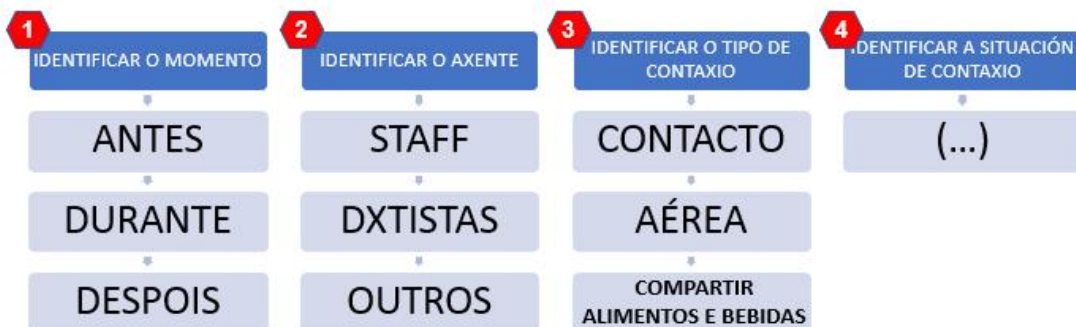 1
IDENTIFICAR O MOMENTO
ANTES
DURANTE
DESPOIS
2
IDENTIFICAR O AXENTE
STAFF
DXTISTAS
OUTROS
3
IDENTIFICAR O TIPO DE
CONTAXIO
CONTACTO
AÉREA
COMPARTIR
ALIMENTOS E BEBIDAS
4
IDENTIFICAR A SITUACIÓN
DE CONTAXIO
(...)